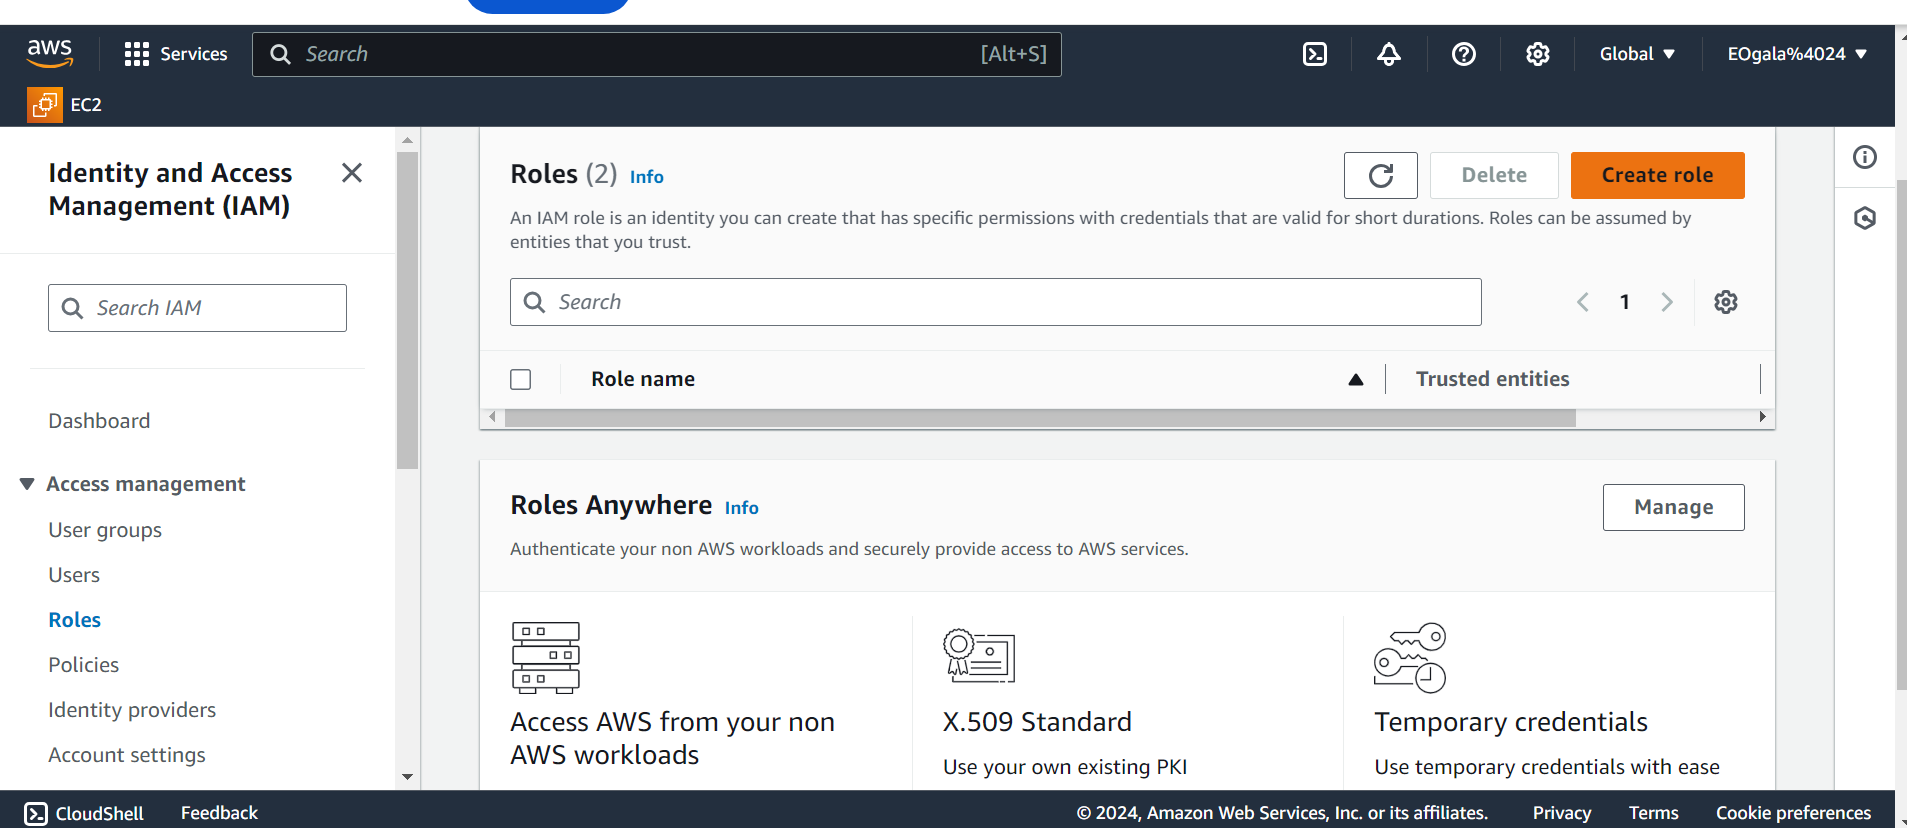 aws
Services
Search
[Alt+S]
Global
EOgala%4024
EC2
Identity and Access
Management (IAM)
Search IAM
Dashboard
Access management
User groups
Users
Roles
Policies
Identity providers
Account settings
Roles (2) Info
Delete
Create role
An IAM role is an identity you can create that has specific permissions with credentials that are valid for short durations. Roles can be assumed by
entities that you trust.
Search
1
Role name
Trusted entities
Roles Anywhere Info
Manage
Authenticate your non AWS workloads and securely provide access to AWS services.
Access AWS from your non
AWS workloads
X.509 Standard
Use your own existing PKI
Temporary credentials
Use temporary credentials with ease
CloudShell
Feedback
© 2024, Amazon Web Services, Inc. or its affiliates.
Privacy
Terms
Cookie preferences